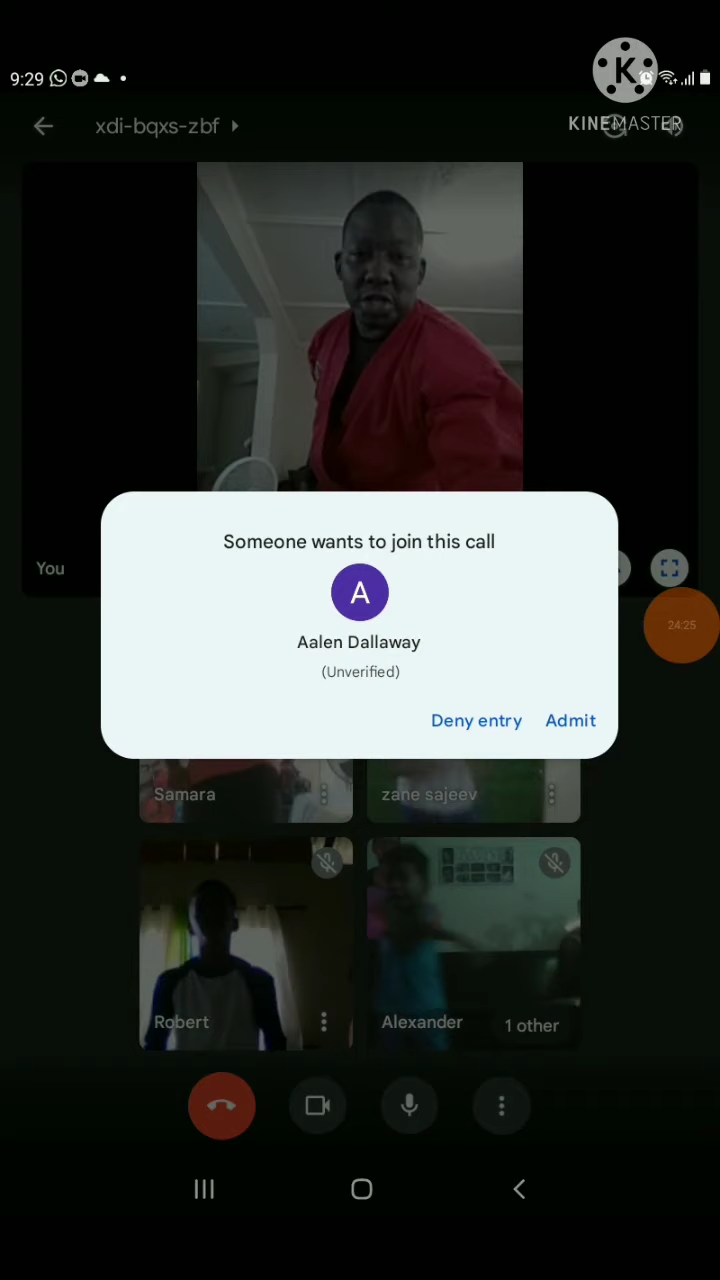 9:29
K
KINEMASTER
xdi-bqxs-zbf
You
Someone wants to join this call
A
Aalen Dallaway
(Unverified)
24:25
Deny entry Admit
Samara
zane sajeev
Robert
Alexander
1 other